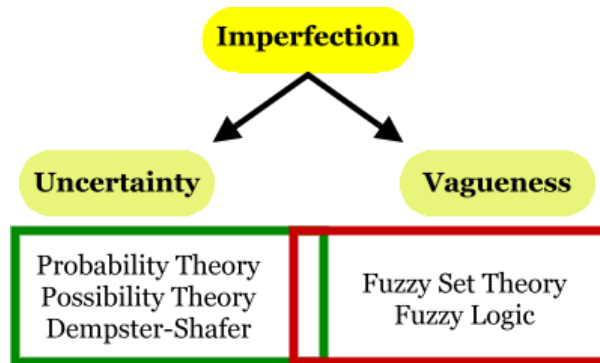 Imperfection
Uncertainty
Vagueness
Probability Theory
Possibility Theory
Dempster-Shafer
Fuzzy Set Theory
Fuzzy Logic